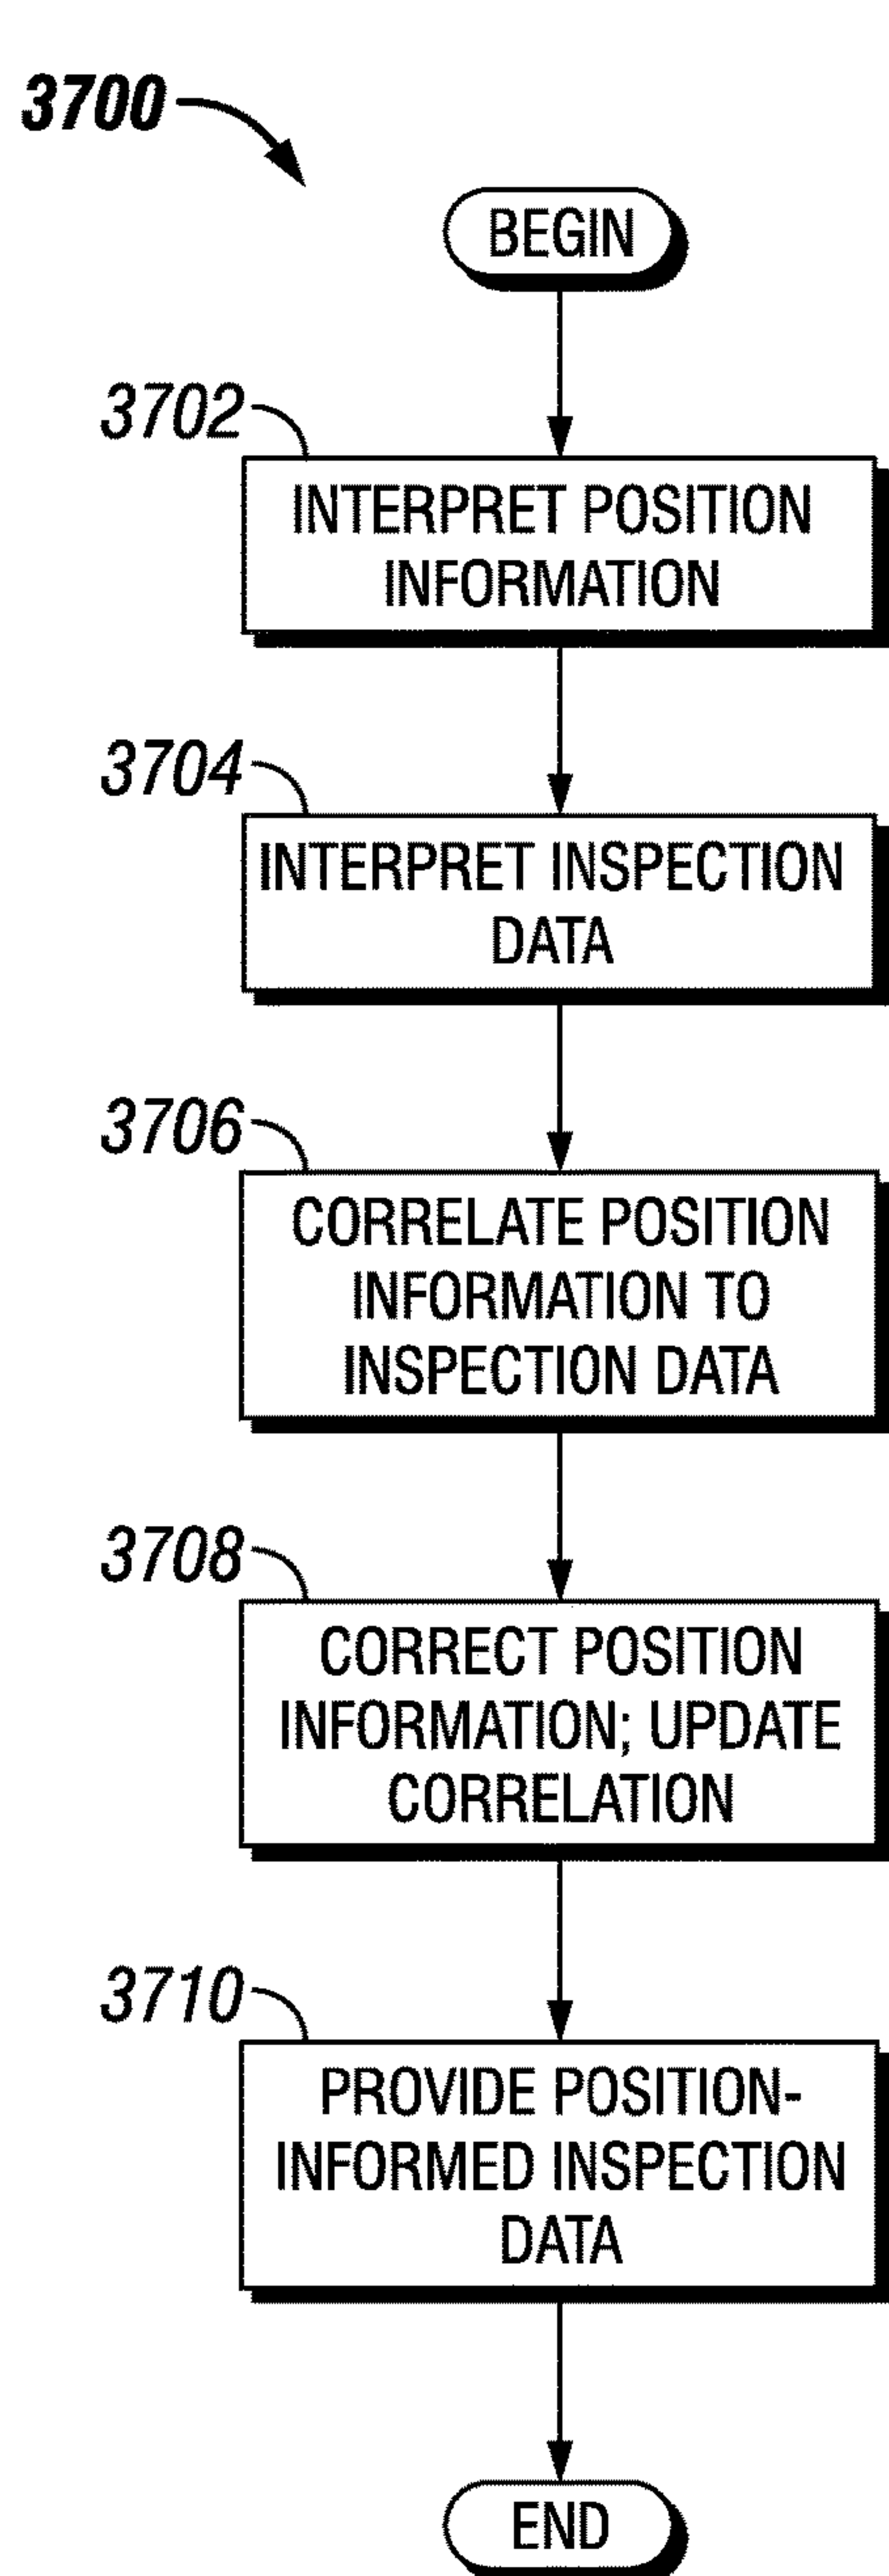 3700
BEGIN
3702
INTERPRET POSITION
INFORMATION
3704
INTERPRET INSPECTION
DATA
3706
CORRELATE POSITION
INFORMATION TO
INSPECTION DATA
3708
CORRECT POSITION
INFORMATION; UPDATE
CORRELATION
3710
PROVIDE POSITION-
INFORMED INSPECTION
DATA
END